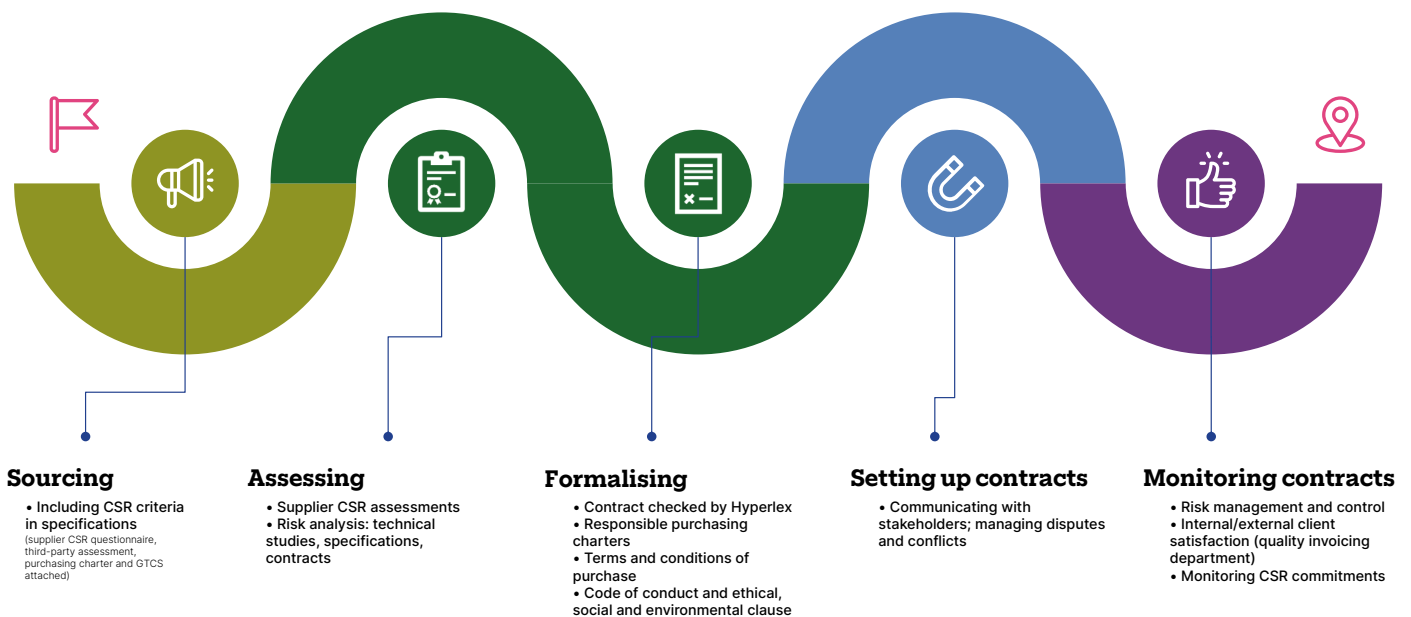 Sourcing
• Including CSR criteria
in specifications
(supplier CSR questionnaire,
third-party assessment,
purchasing charter and GTCS
attached)
Assessing
• Supplier CSR assessments
• Risk analysis: technical
studies, specifications,
contracts
Formalising
• Contract checked by Hyperlex
• Responsible purchasing
charters
• Terms and conditions of
purchase
• Code of conduct and ethical,
social and environmental clause
Setting up contracts
• Communicating with
stakeholders; managing disputes
and conflicts
Monitoring contracts
• Risk management and control
• Internal/external client
satisfaction (quality invoicing
department)
• Monitoring CSR commitments